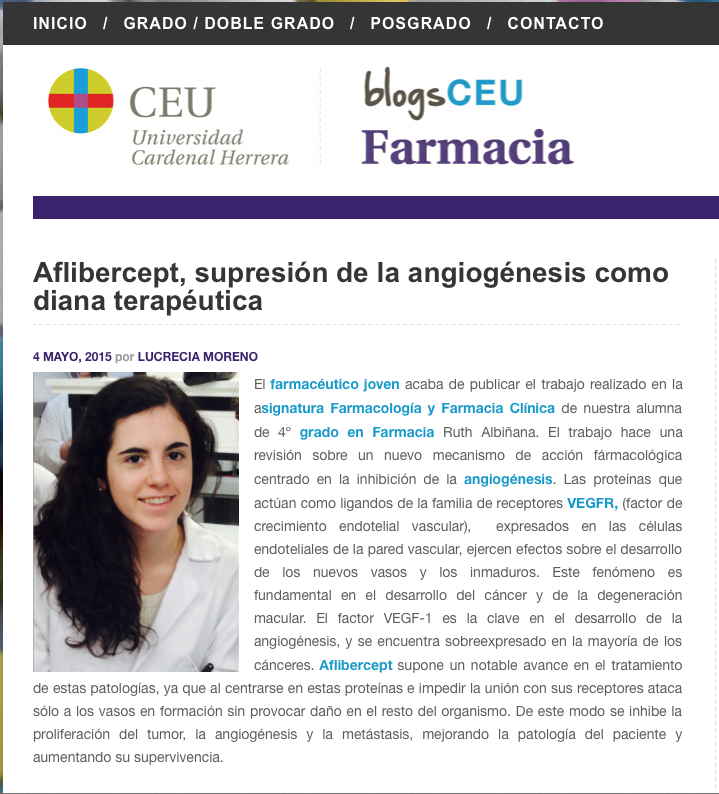 INICIO / GRADO / DOBLE GRADO / POSGRADO / CONTACTO
CEU
Universidad
Cardenal Herrera
blogsCEU
Farmacia
Aflibercept, supresión de la angiogénesis como
diana terapéutica
4 MAYO, 2015 por LUCRECIA MORENO
El farmacéutico joven acaba de publicar el trabajo realizado en la
asignatura Farmacología y Farmacia Clínica de nuestra alumna
de 4º grado en Farmacia Ruth Albiñana. El trabajo hace una
revisión sobre un nuevo mecanismo de acción fármacológica
centrado en la inhibición de la angiogénesis. Las proteínas que
actúan como ligandos de la familia de receptores VEGFR, (factor de
crecimiento endotelial vascular), expresados en las células
endoteliales de la pared vascular, ejercen efectos sobre el desarrollo
de los nuevos vasos y los inmaduros. Este fenómeno es
fundamental en el desarrollo del cáncer y de la degeneración
macular. El factor VEGF-1 es la clave en el desarrollo de la
angiogénesis, y se encuentra sobreexpresado en la mayoría de los
cánceres. Aflibercept supone un notable avance en el tratamiento
de estas patologías, ya que al centrarse en estas proteínas e impedir la unión con sus receptores ataca
sólo a los vasos en formación sin provocar daño en el resto del organismo. De este modo se inhibe la
proliferación del tumor, la angiogénesis y la metástasis, mejorando la patología del paciente y
aumentando su supervivencia.